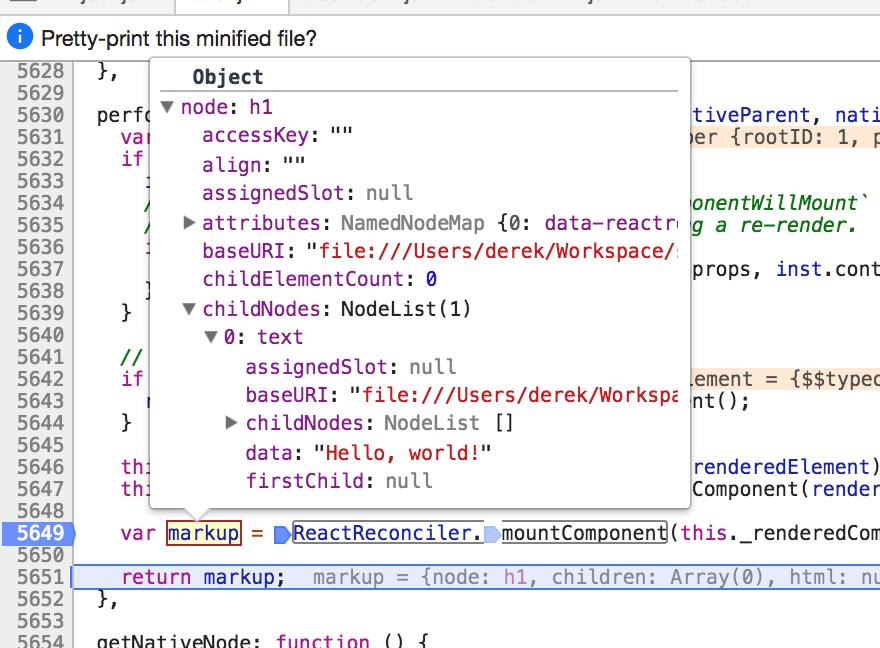 Pretty-print this minified file?
5628 },
5629
5630 perfo tiveParent, nati
5631 var per {rootID: 1, p
5632 if
5633
5634 ponentWillMount`
5635 g a re-render.
5636
5637 props, inst.cont
5638 }
5639 }
5640
5641 //
5642 if lement = {$$typeo
5643 nt();
5644 }
5645
5646 thi renderedElement)
5647 thi Component(render
5648
Object
node: h1
accessKey: ""
align: ""
assignedSlot: null
attributes: NamedNodeMap {0: data-reactro
baseURI: "file:///Users/derek/Workspace/
childElementCount: 0
childNodes: NodeList(1)
0: text
assignedSlot: null
baseURI: "file:///Users/derek/Workspa
childNodes: NodeList []
data: "Hello, world!"
firstChild: null
5649 var markup = ReactReconciler.mountComponent(this._renderedCom
5650
5651 return markup; markup = {node: h1, children: Array(0), html: nu
5652 },
5653
5654 getNativeNode: function () {